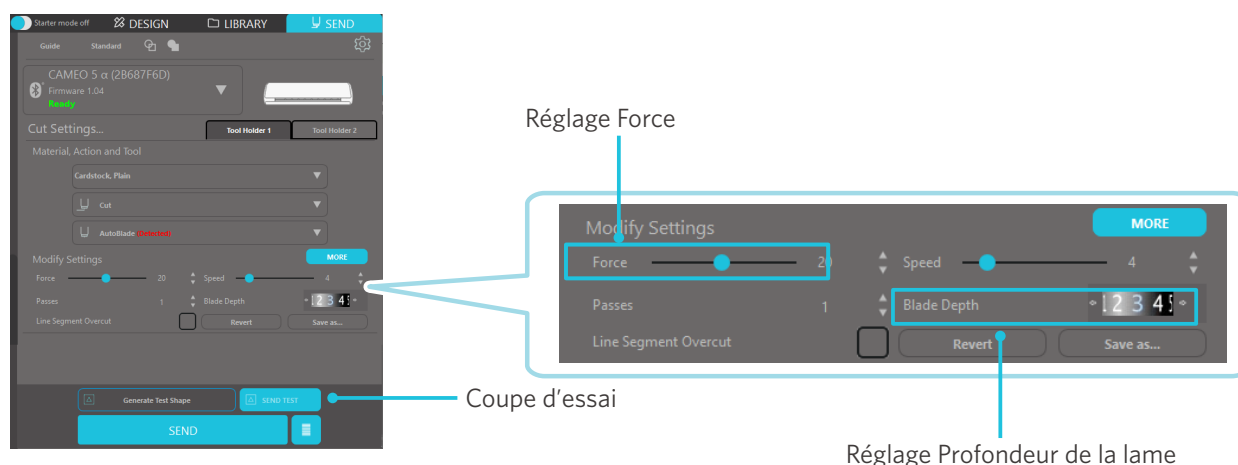 Starter mode off DESIGN LIBRARY SEND
Guide Standard
CAMEO 5 α (2B687F6D)
Firmware 1.04
Ready
Cut Settings... Tool Holder 1 Tool Holder 2
Material, Action and Tool
Cardstock, Plain
Cut
AutoBlade (Detected)
Modify Settings MORE
Force 20 Speed 4
Passes 1 Blade Depth 2 3 4
Line Segment Overcut Revert Save as...
Generate Test Shape SEND TEST
SEND
Réglage Force
Modify Settings MORE
Force 20 Speed 4
Passes 1 Blade Depth 2 3 4
Line Segment Overcut Revert Save as...
Coupe d'essai
Réglage Profondeur de la lame